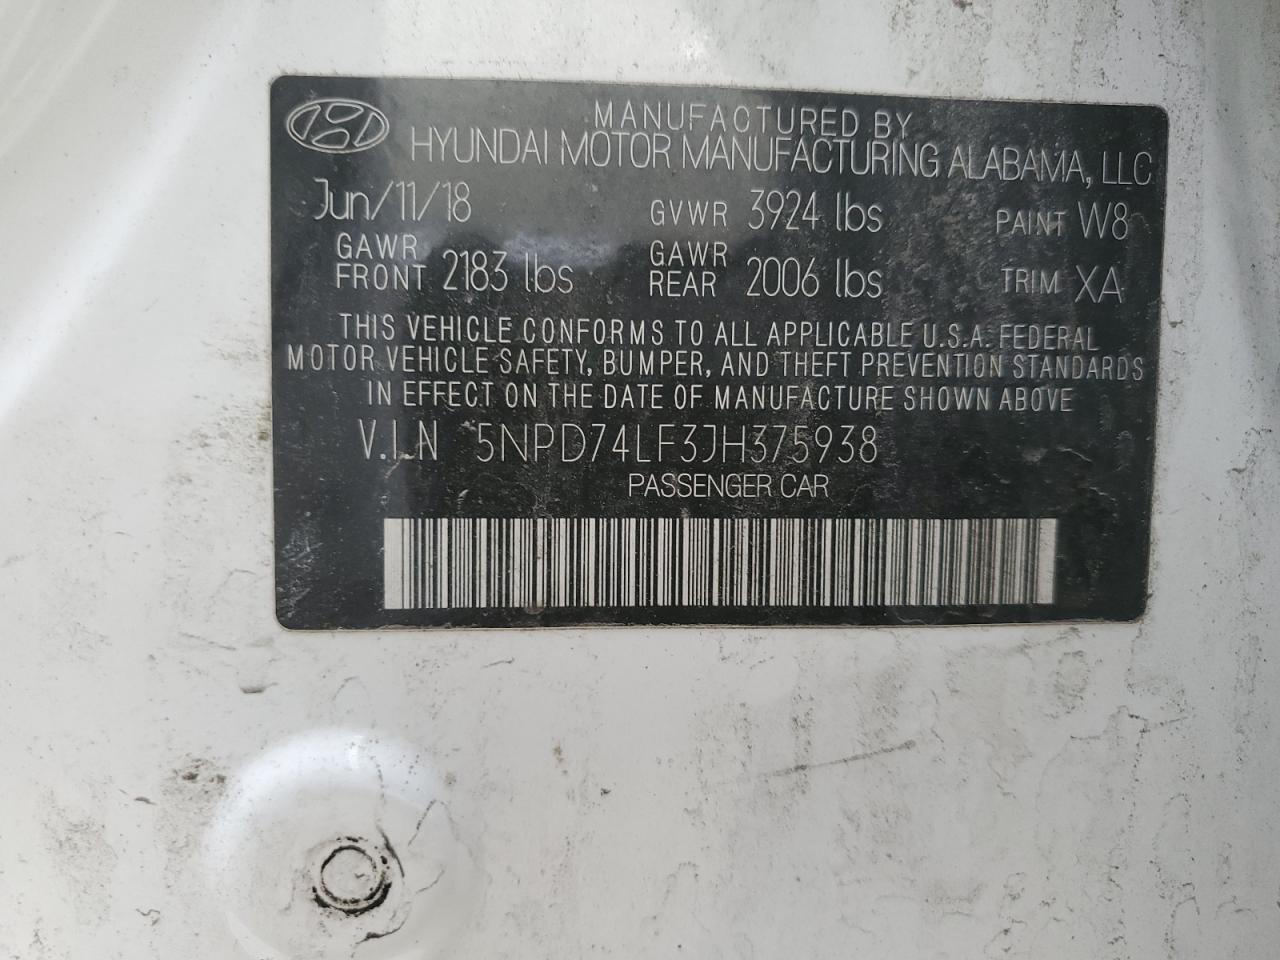 MANUFACTURED BY
HYUNDAI MOTOR MANUFACTURING ALABAMA, LLC
Jun/11/18 GVWR 3924 lbs PAINT W8
GAWR FRONT 2183 lbs GAWR REAR 2006 lbs TRIM XA
THIS VEHICLE CONFORMS TO ALL APPLICABLE U.S.A. FEDERAL
MOTOR VEHICLE SAFETY, BUMPER, AND THEFT PREVENTION STANDARDS
IN EFFECT ON THE DATE OF MANUFACTURE SHOWN ABOVE
V.I.N 5NPD74LF3JH375938
PASSENGER CAR